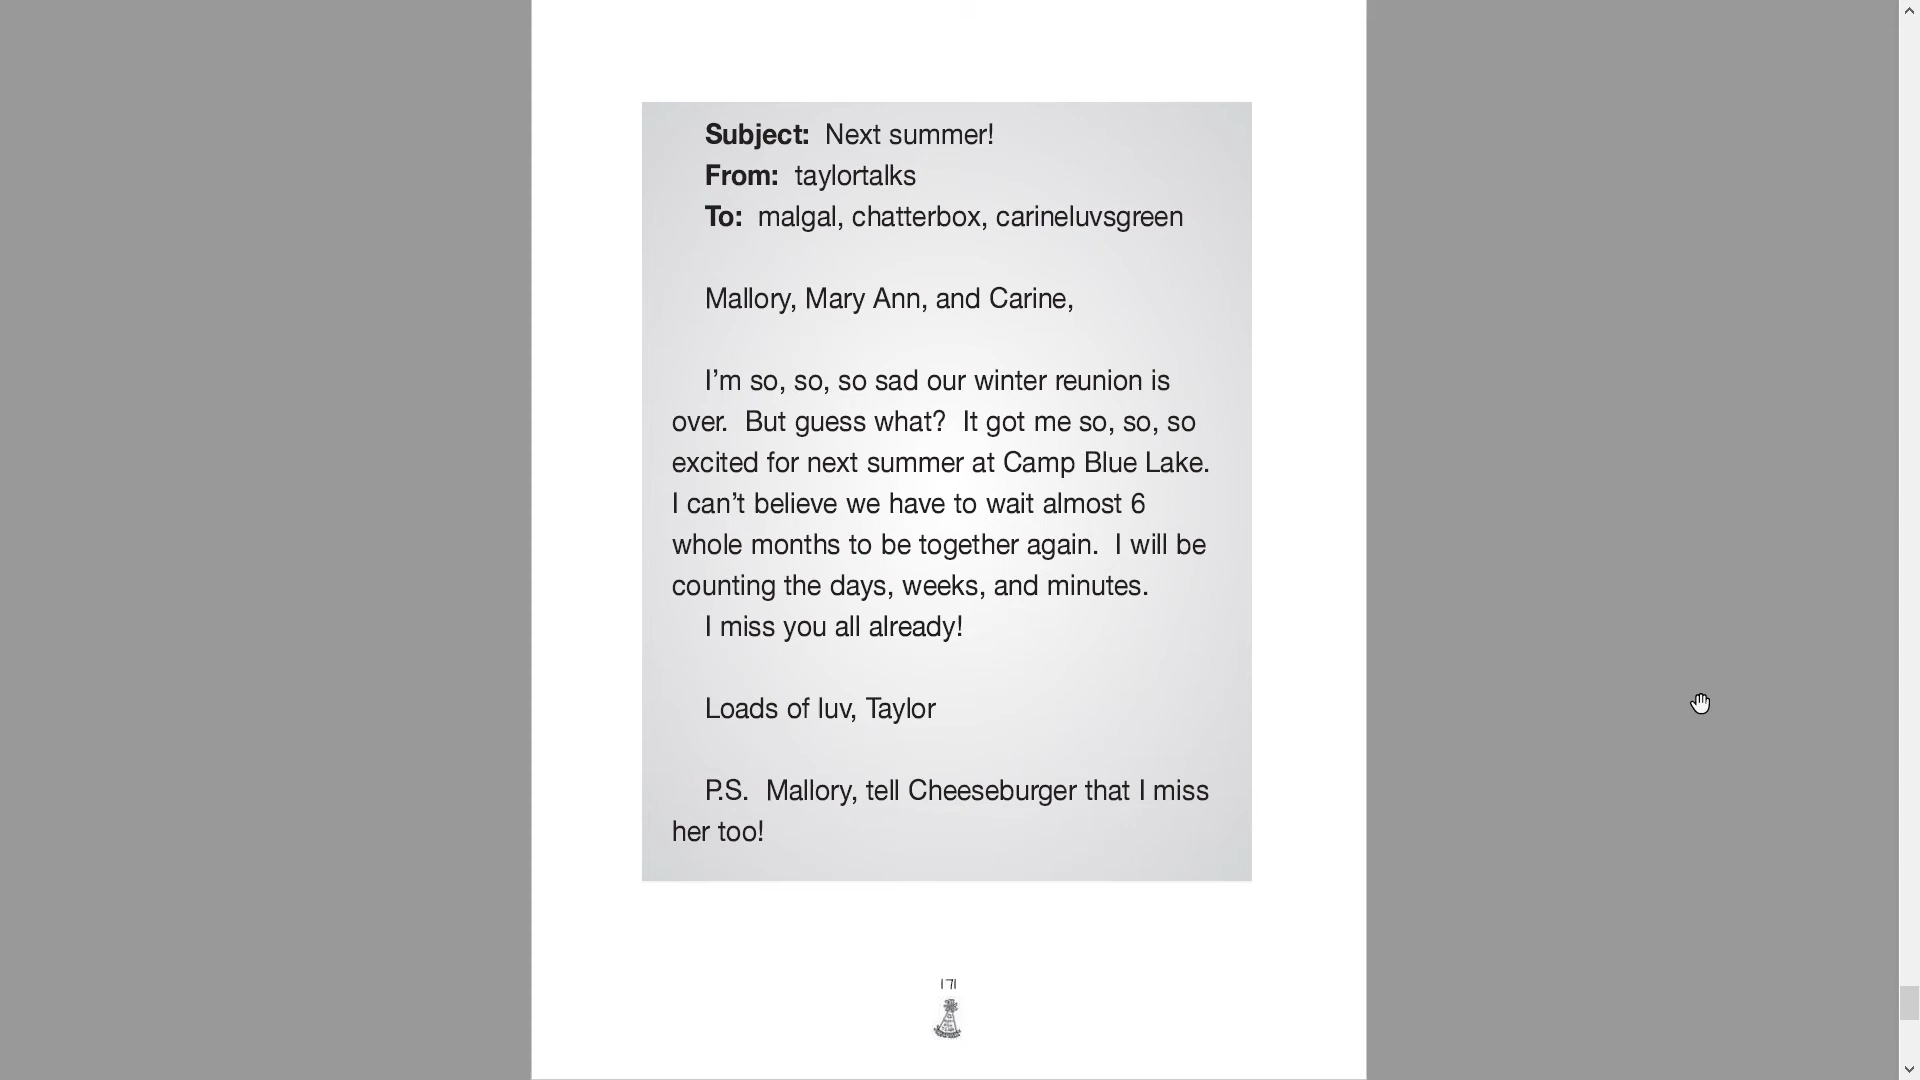 Subject:  Next summer!
From:  taylortalks
To:  malgal, chatterbox, carineluvsgreen
Mallory, Mary Ann, and Carine,
I’m so, so, so sad our winter reunion is
over.  But guess what?  It got me so, so, so
excited for next summer at Camp Blue Lake.
I can’t believe we have to wait almost 6
whole months to be together again.  I will be
counting the days, weeks, and minutes.
I miss you all already!
Loads of luv, Taylor
P.S.  Mallory, tell Cheeseburger that I miss
her too!
171